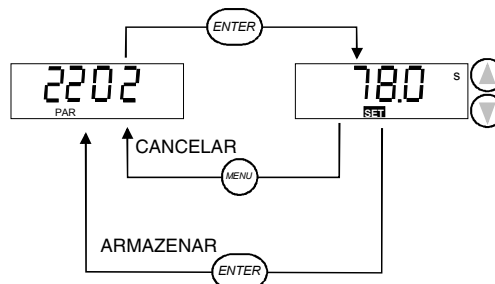 ENTER
2202
PAR
78.0 s
SET
CANCELAR
MENU
ARMAZENAR
ENTER